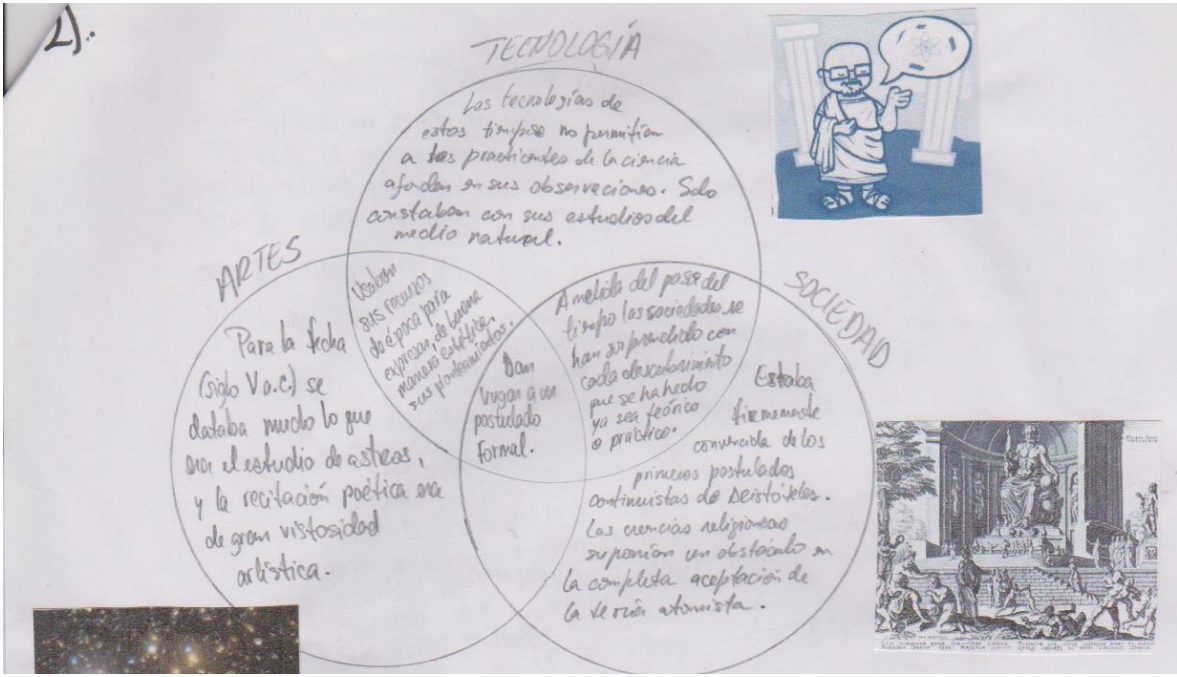 2).
TECNOLOGÍA
Las tecnologías de
estos tiempos no permitían
a los practicantes de la ciencia
afondar en sus observaciones. Solo
constaban con sus estudios del
medio natural.
ARTES
Usaban
sus recursos
de época para
expresar, de buena
manera estética,
sus planteamientos.
SOCIEDAD
A medida del pasar del
tiempo las sociedades se
han sorprendido con
cada descubrimiento
que se ha hecho
ya sea teórico
o práctico.
Dan
lugar a un
postulado
Formal.
Para la fecha
(siglo V a.c.) se
databa mucho lo que
era el estudio de astros,
y la recitación poética era
de gran vistosidad
artística.
Estaba
firmemente
convencida de los
primeros postulados
continuistas de Aristóteles.
Las creencias religiosas
suponían un obstáculo en
la completa aceptación de
la teoría atomista.